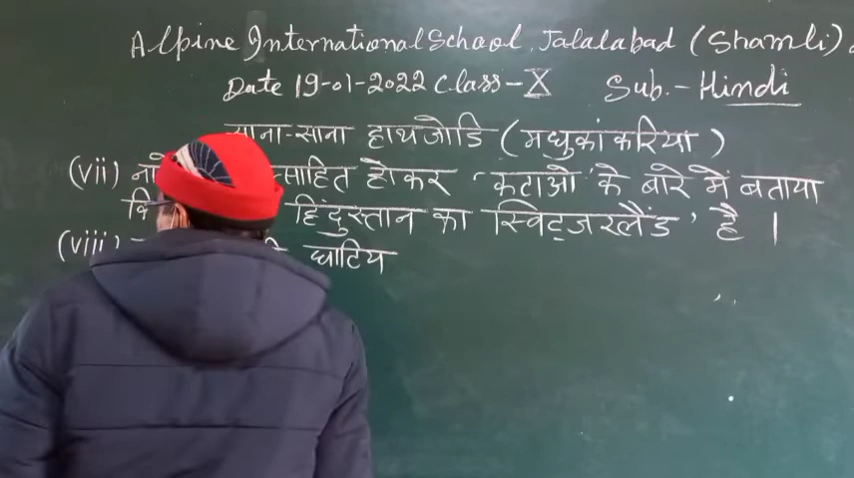 Alpine International School, Jalalabad (Shamli)
Date 19-01-2022 Class-X Sub.- Hindi
साना-साना हाथ जोडि (मधुकांकरिया)
(vii) होकर 'कटाओ' के बारे में बताया
हिंदुस्तान का स्विट्जरलैंड' है ।
(viii) घाटिय